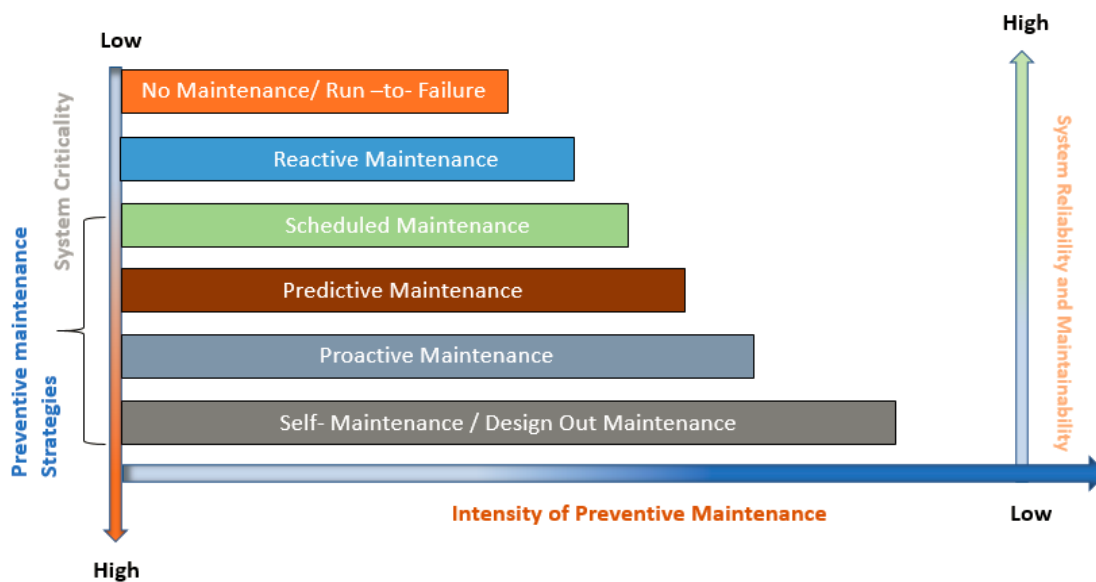 High
Low
No Maintenance/ Run –to- Failure
Reactive Maintenance
Scheduled Maintenance
Predictive Maintenance
Proactive Maintenance
Self- Maintenance / Design Out Maintenance
System Criticality
Preventive maintenance
Strategies
System Reliability and Maintainability
Intensity of Preventive Maintenance
Low
High